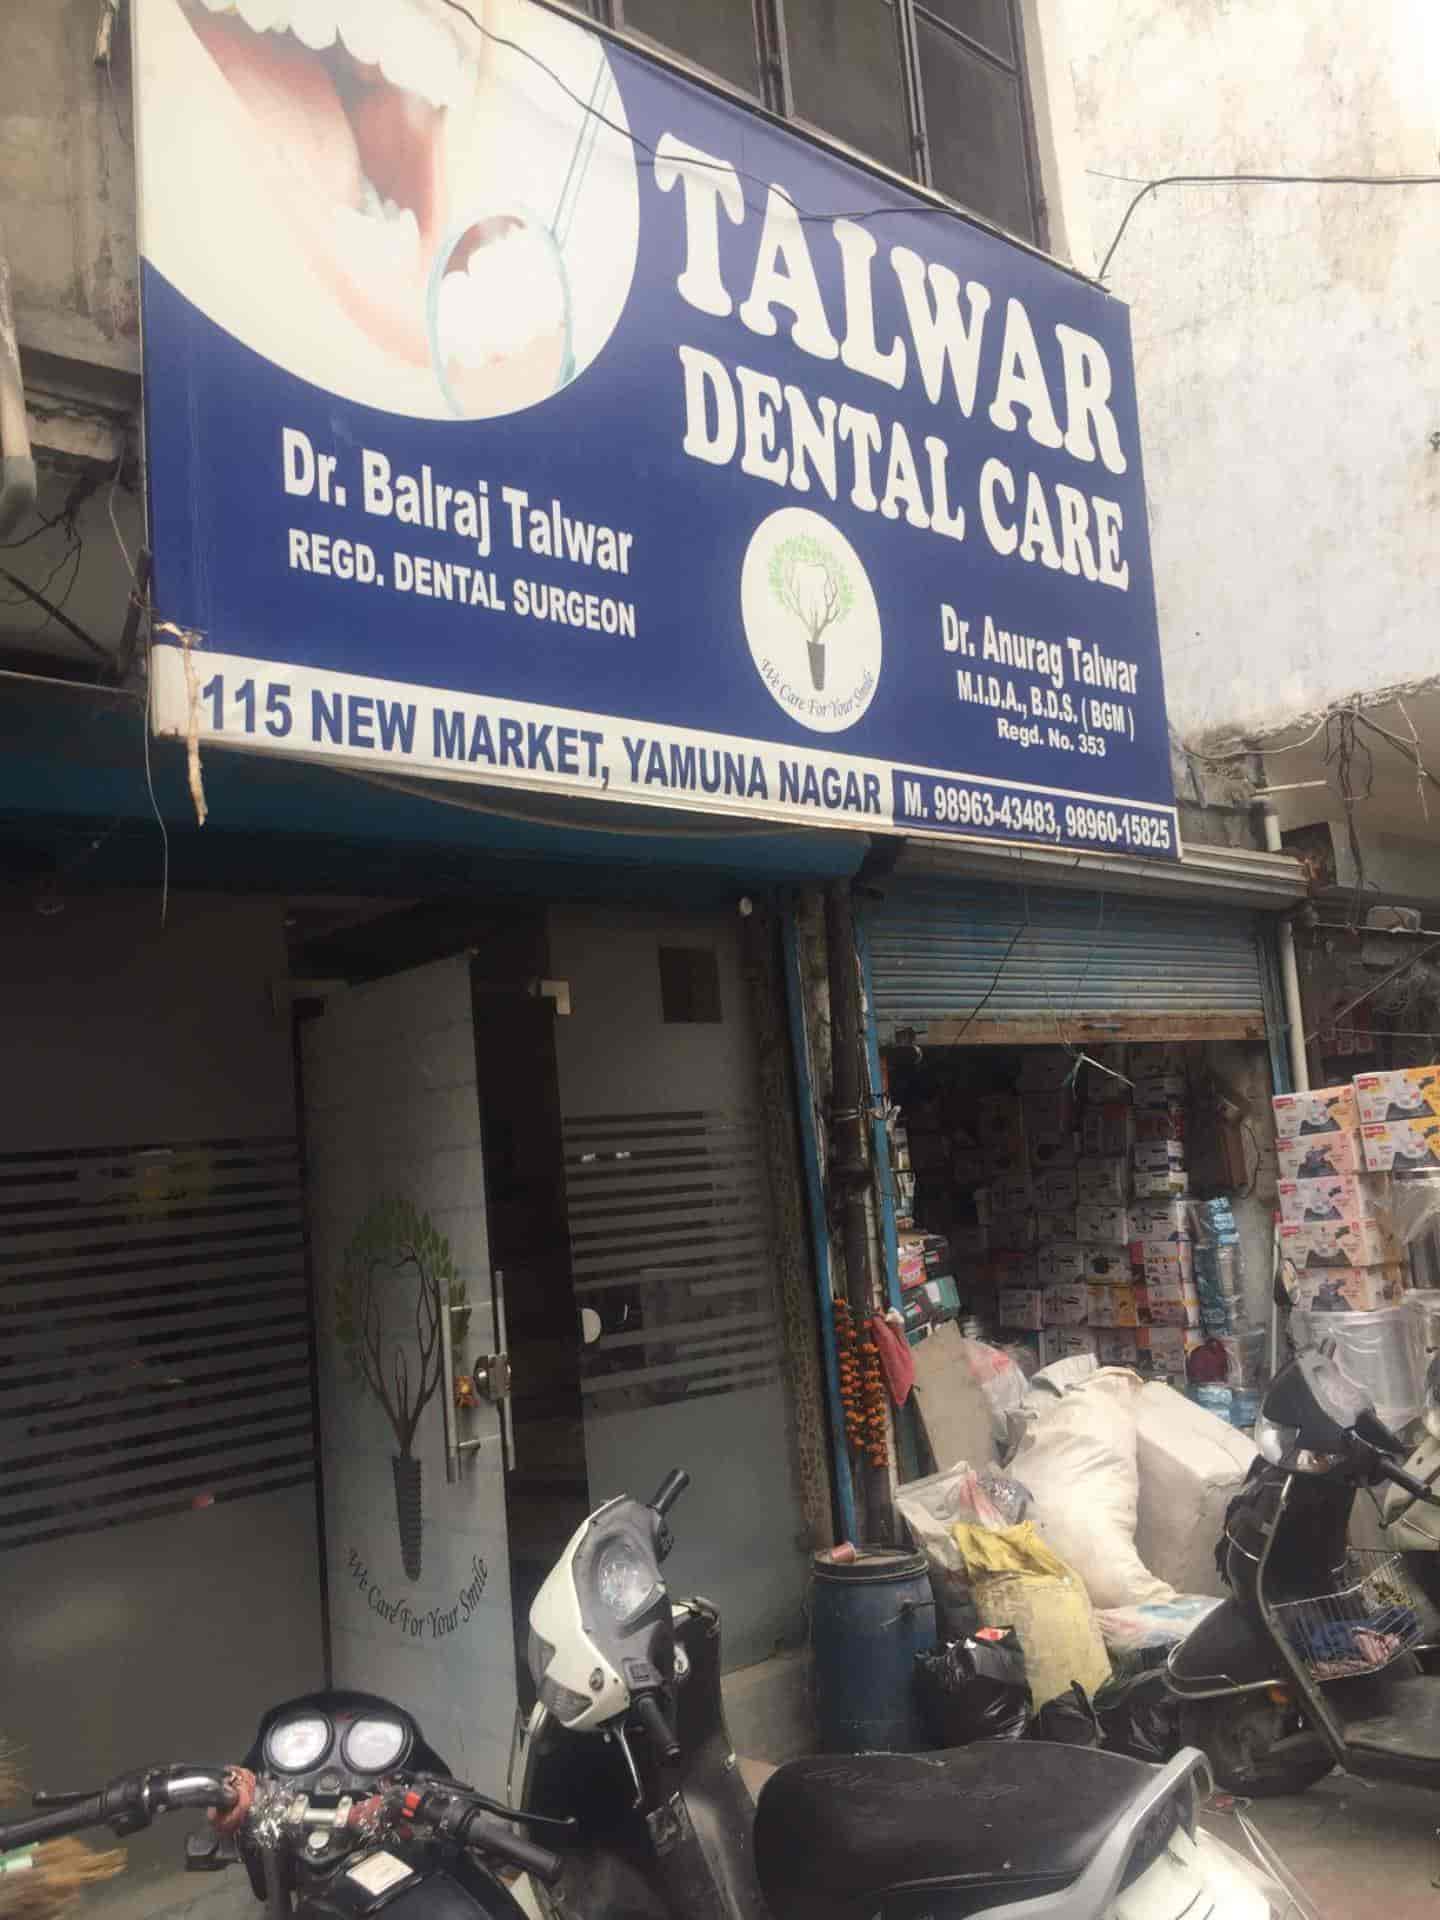 TALWAR
DENTAL CARE
Dr. Balraj Talwar
REGD. DENTAL SURGEON
We Care For Your Smile
Dr. Anurag Talwar
M.I.D.A., B.D.S. ( BGM )
Regd. No. 353
115 NEW MARKET, YAMUNA NAGAR
M. 98963-43483, 98960-15825
We Care For Your Smile